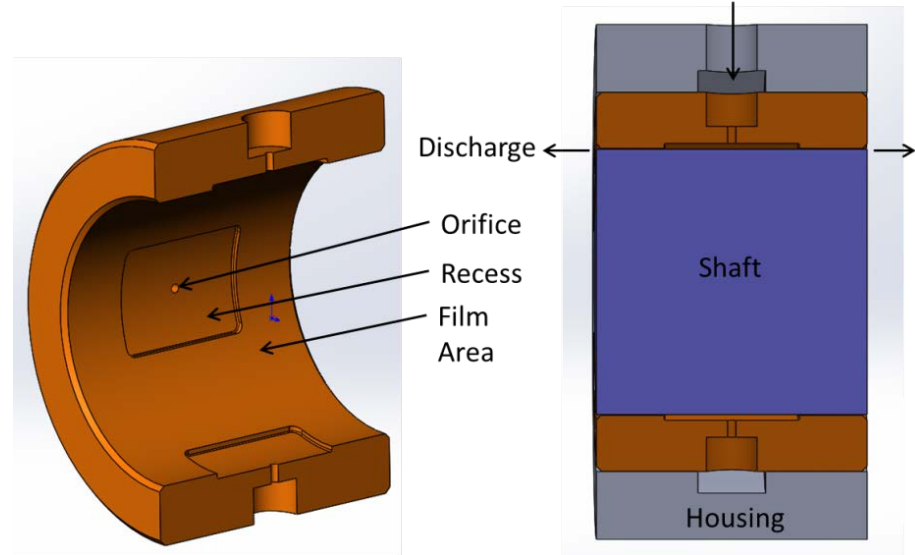 Discharge
Orifice
Recess
Film
Area
Shaft
Housing